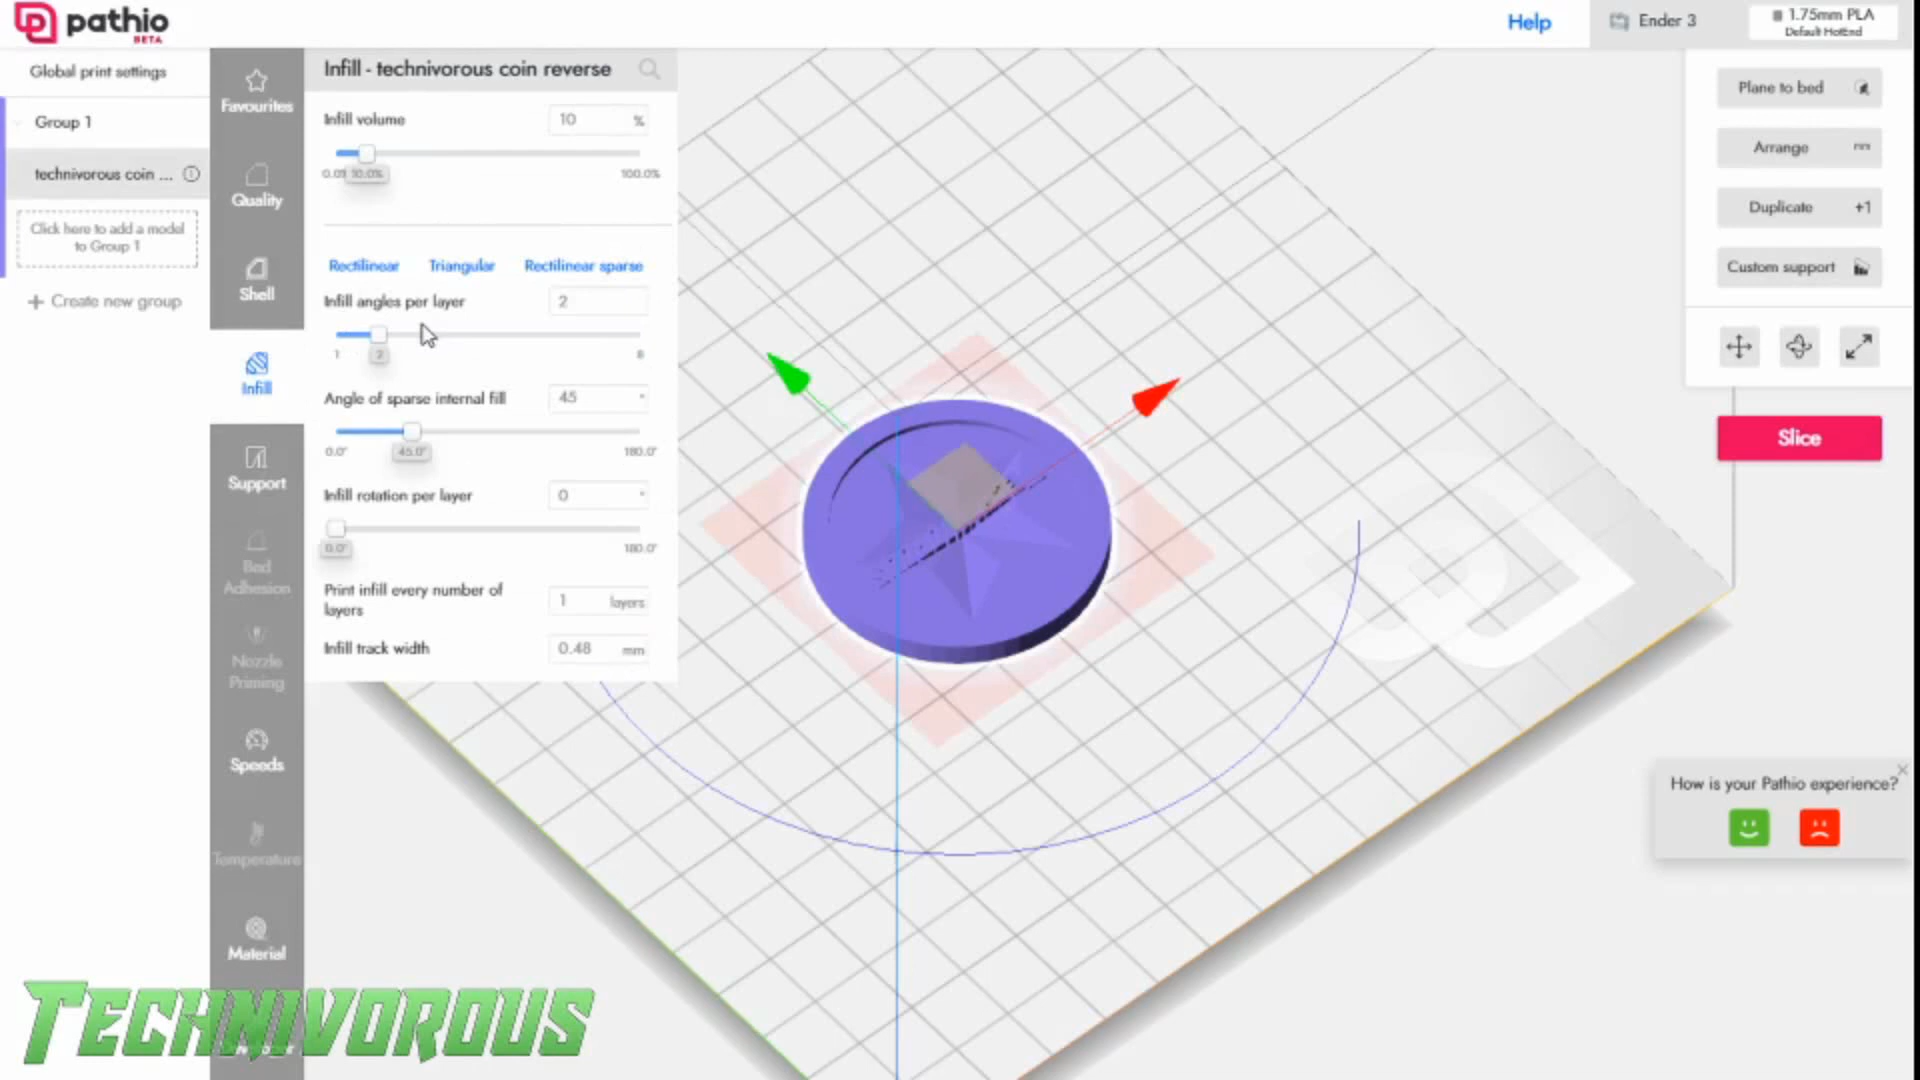 pathio
BETA
Help
Ender 3
1.75mm PLA
Default HotEnd
Global print settings
Group 1
technivorous coin ...
Click here to add a model
to Group 1
+ Create new group
Favourites
Quality
Shell
Infill
Support
Bed
Adhesion
Nozzle
Priming
Speeds
Temperature
Material
Infill - technivorous coin reverse
Infill volume
10 %
10.0%
100.0%
Rectilinear Triangular Rectilinear sparse
Infill angles per layer
2
1 2 8
Angle of sparse internal fill
45 °
0.0° 45.0° 180.0°
Infill rotation per layer
0 °
0.0° 180.0°
Print infill every number of
layers
1 layers
Infill track width
0.48 mm
Plane to bed
Arrange
Duplicate +1
Custom support
Slice
How is your Pathio experience?
TECHNIVOROUS